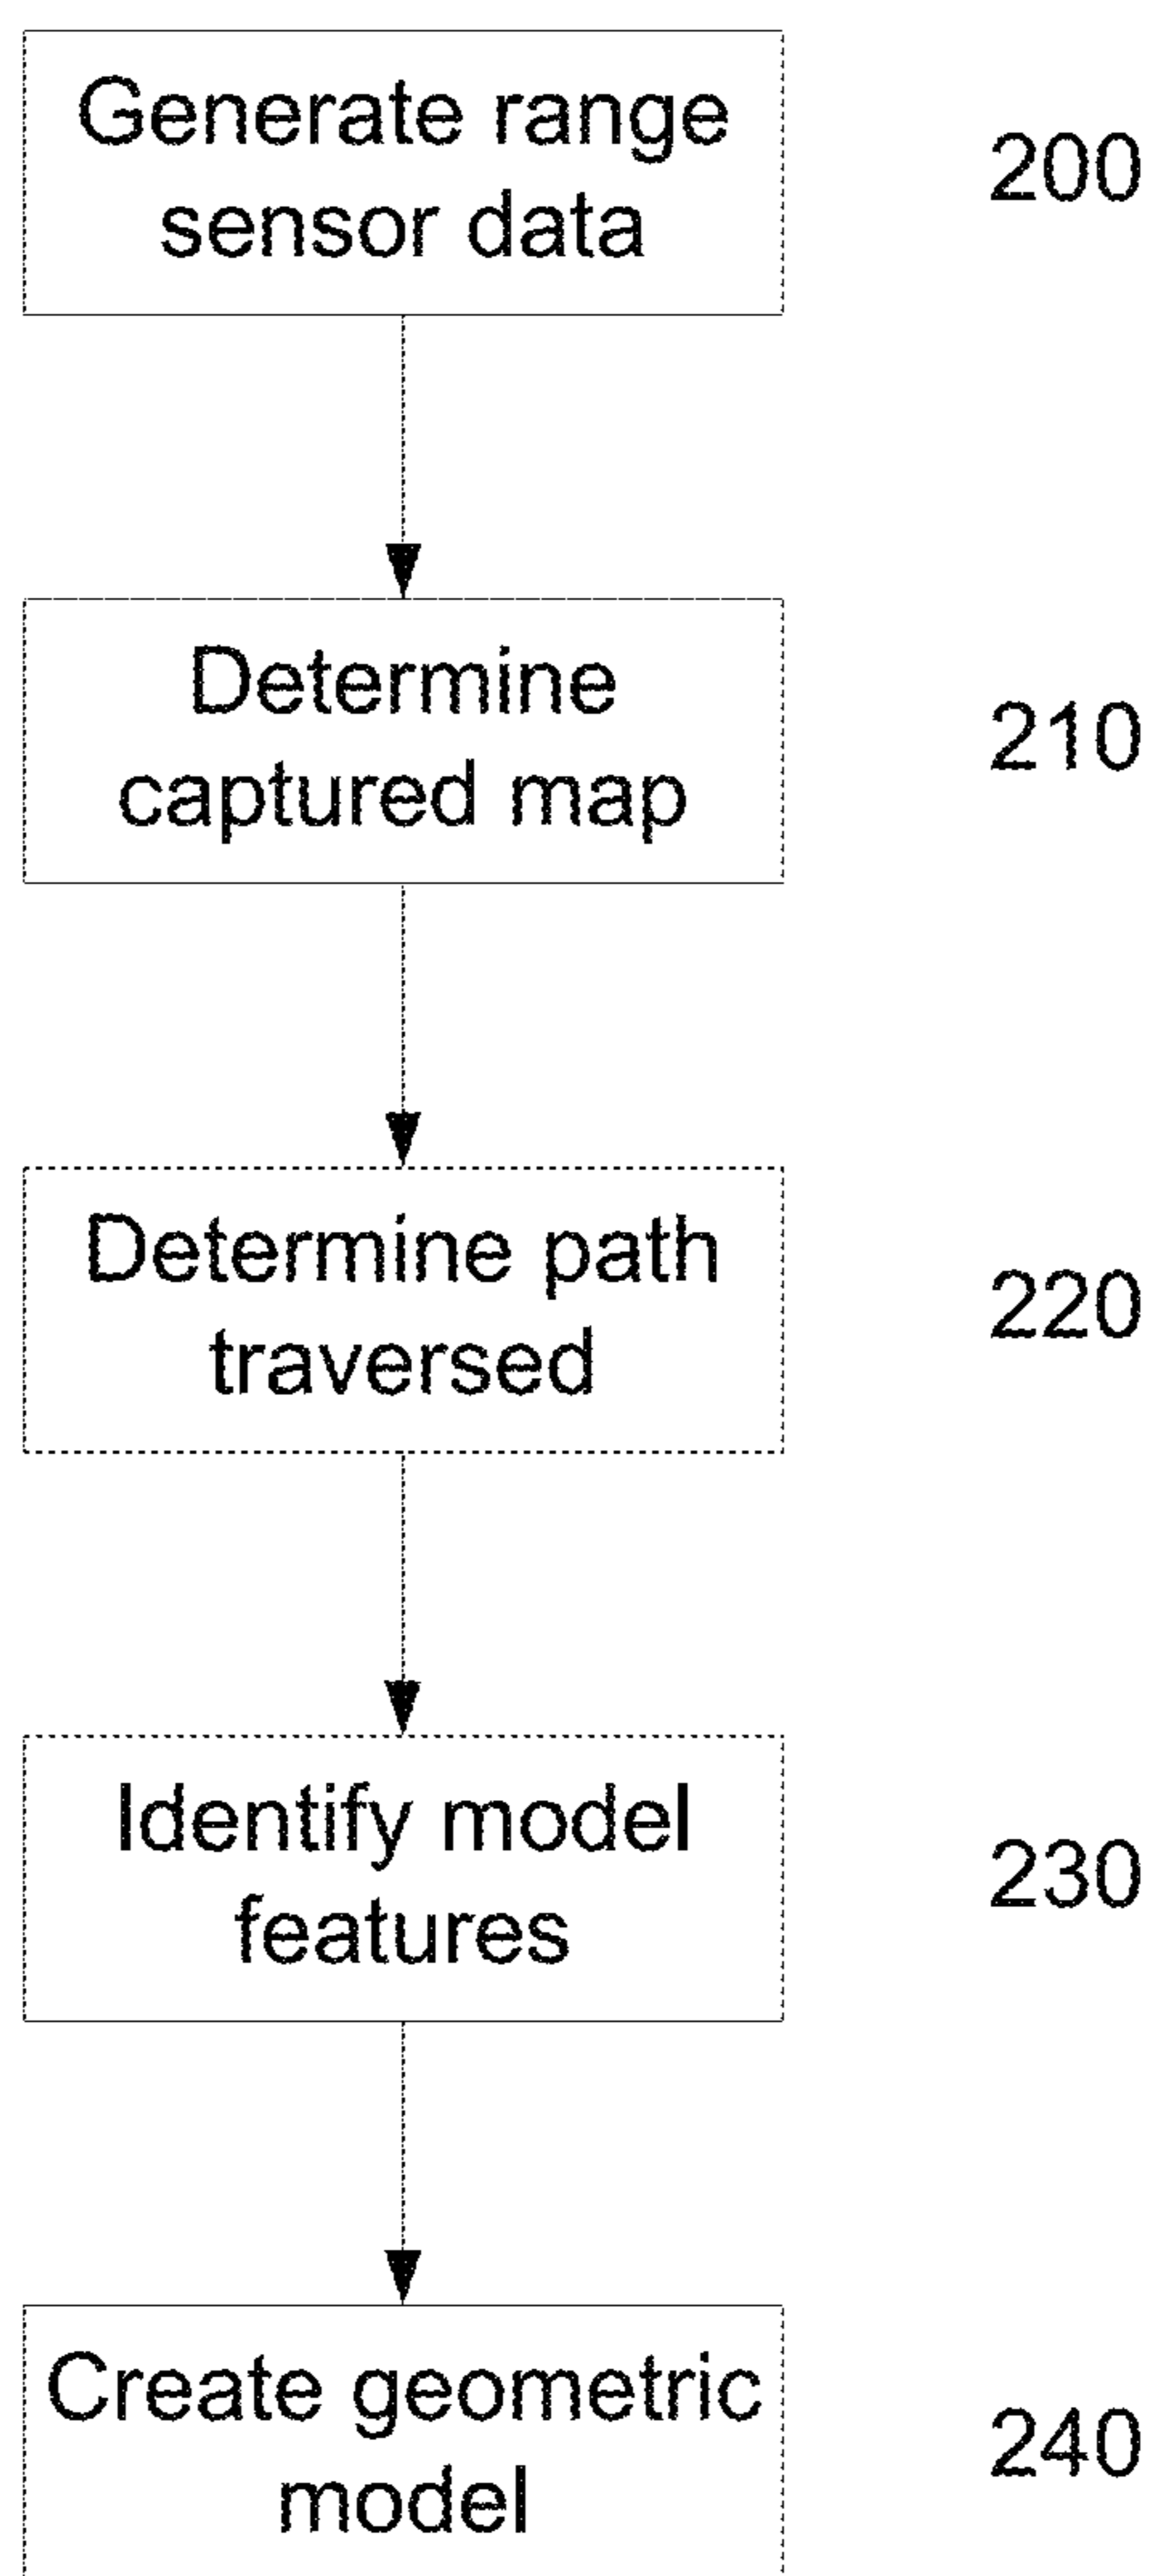 Generate range
sensor data
200
Determine
captured map
210
Determine path
traversed
220
Identify model
features
230
Create geometric
model
240